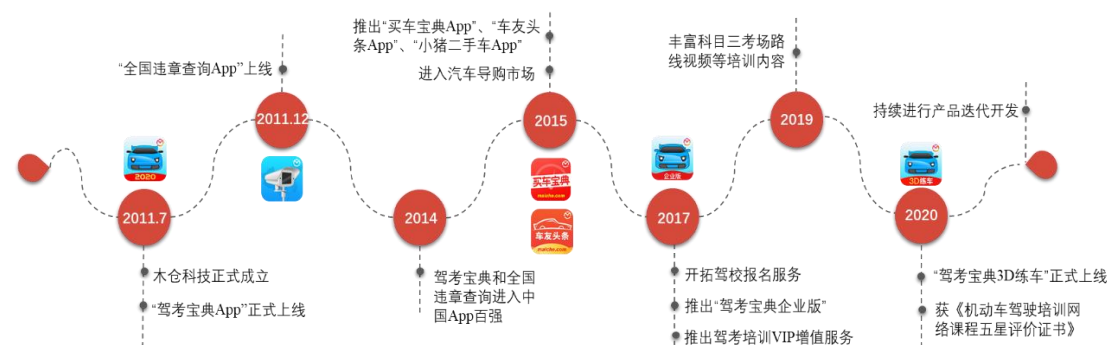 2011.7
2020
木仓科技正式成立
“驾考宝典App”正式上线
2011.12
“全国违章查询App”上线
2014
驾考宝典和全国
违章查询进入中
国App百强
2015
推出“买车宝典App”、“车友头
条App”、“小猪二手车App”
进入汽车导购市场
买车宝典
maiche.com
车友头条
maiche.com
2017
企业版
开拓驾校报名服务
推出“驾考宝典企业版”
推出驾考培训VIP增值服务
2019
丰富科目三考场路
线视频等培训内容
2020
3D练车
“驾考宝典3D练车”正式上线
获《机动车驾驶培训网
络课程五星评价证书》
持续进行产品迭代开发